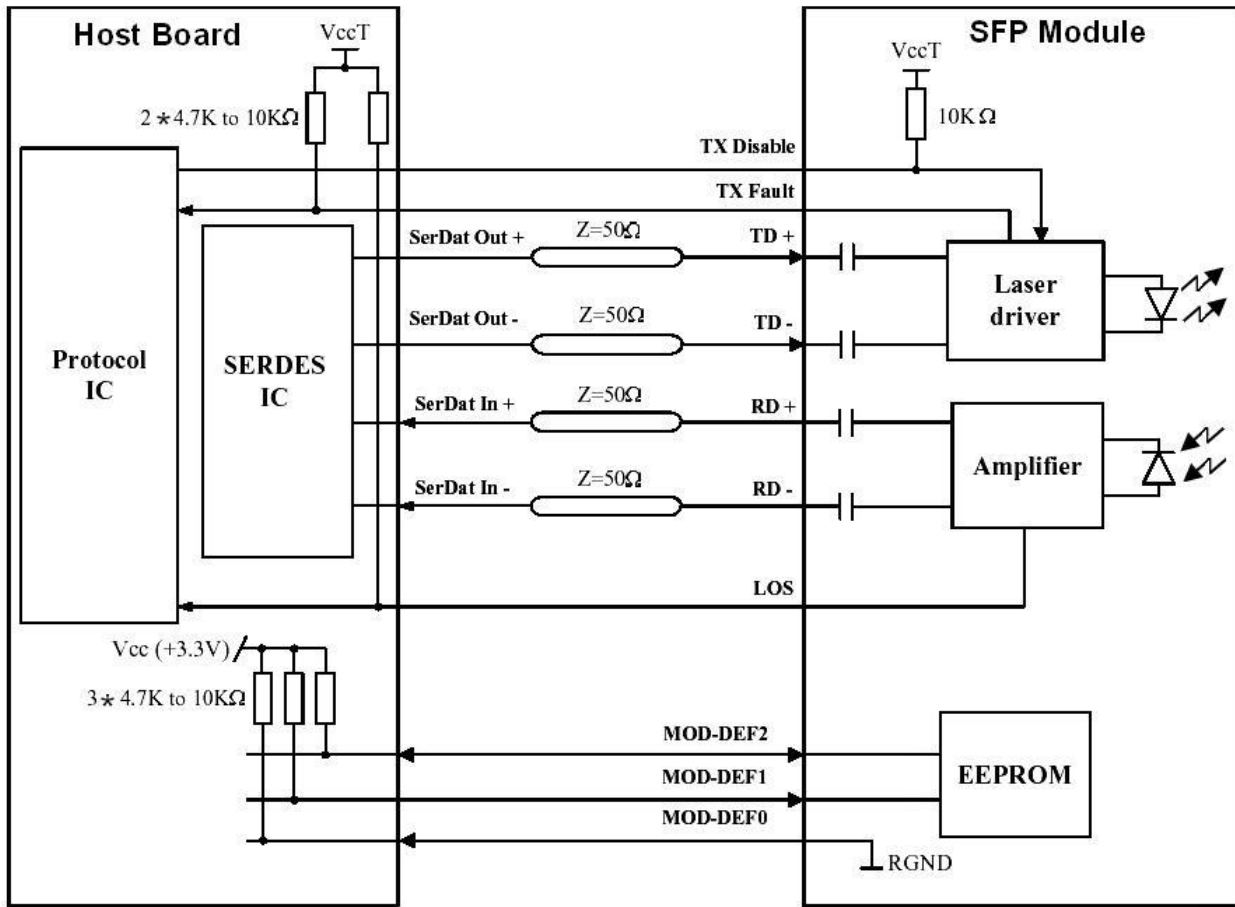 Host Board
SFP Module
VccT
VccT
2 * 4.7K to 10KΩ
10K Ω
TX Disable
TX Fault
Protocol
IC
SERDES
IC
SerDat Out +
Z=50Ω
TD +
SerDat Out -
Z=50Ω
TD -
Laser
driver
SerDat In +
Z=50Ω
RD +
SerDat In -
Z=50Ω
RD -
Amplifier
LOS
Vcc (+3.3V)
3 * 4.7K to 10KΩ
MOD-DEF2
MOD-DEF1
MOD-DEF0
EEPROM
RGND